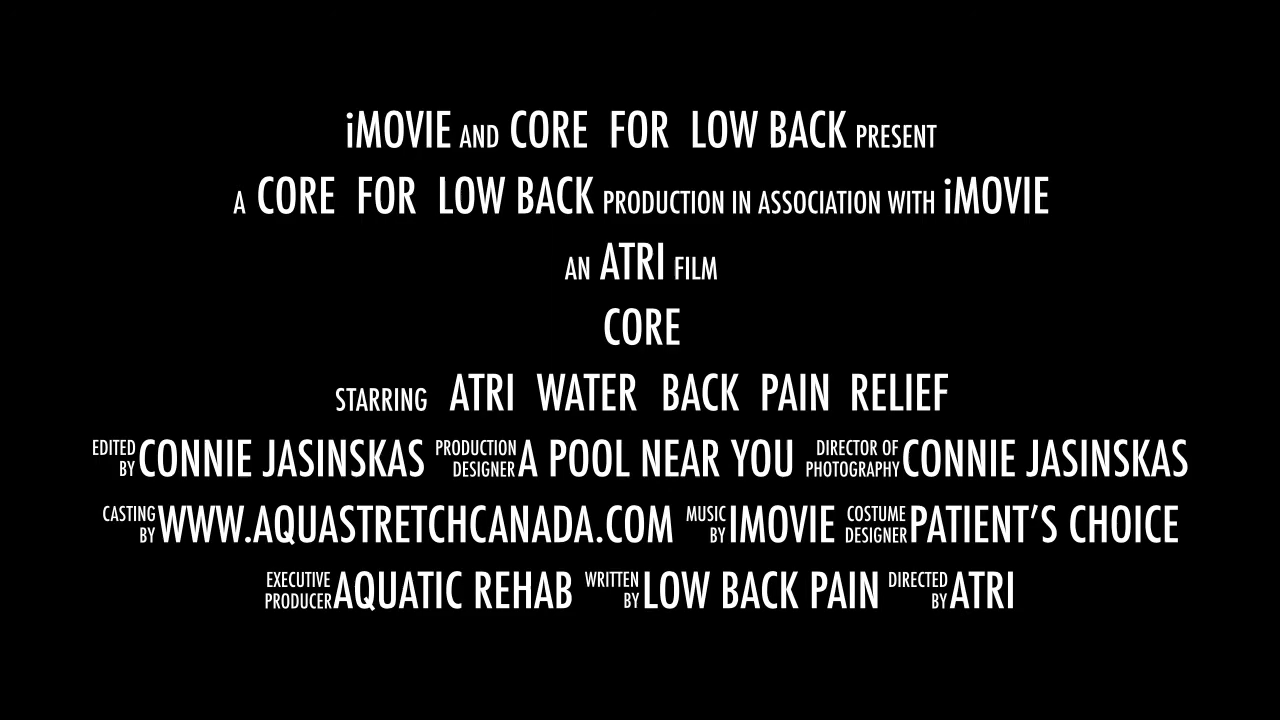 iMOVIE AND CORE FOR LOW BACK PRESENT
A CORE FOR LOW BACK PRODUCTION IN ASSOCIATION WITH iMOVIE
AN ATRI FILM
CORE
STARRING ATRI WATER BACK PAIN RELIEF
EDITED BY CONNIE JASINSKAS PRODUCTION DESIGNER A POOL NEAR YOU DIRECTOR OF PHOTOGRAPHY CONNIE JASINSKAS
CASTING BY WWW.AQUASTRETCHCANADA.COM MUSIC BY IMOVIE COSTUME DESIGNER PATIENT'S CHOICE
EXECUTIVE PRODUCER AQUATIC REHAB WRITTEN BY LOW BACK PAIN DIRECTED BY ATRI